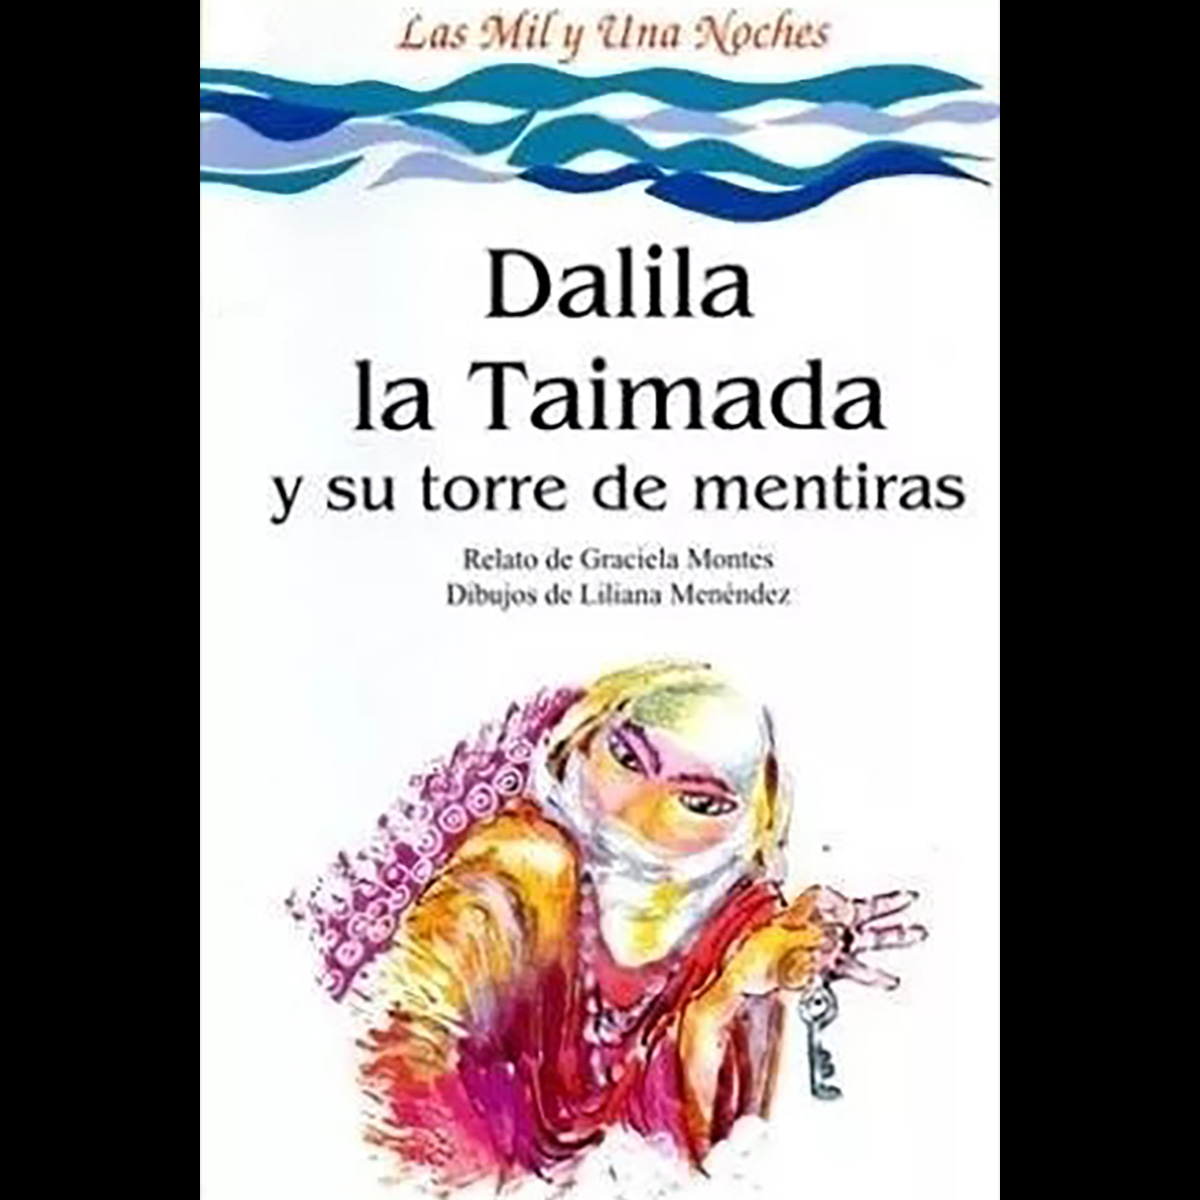 Las Mil y Una Noches
Dalila
la Taimada
y su torre de mentiras
Relato de Graciela Montes
Dibujos de Liliana Menéndez